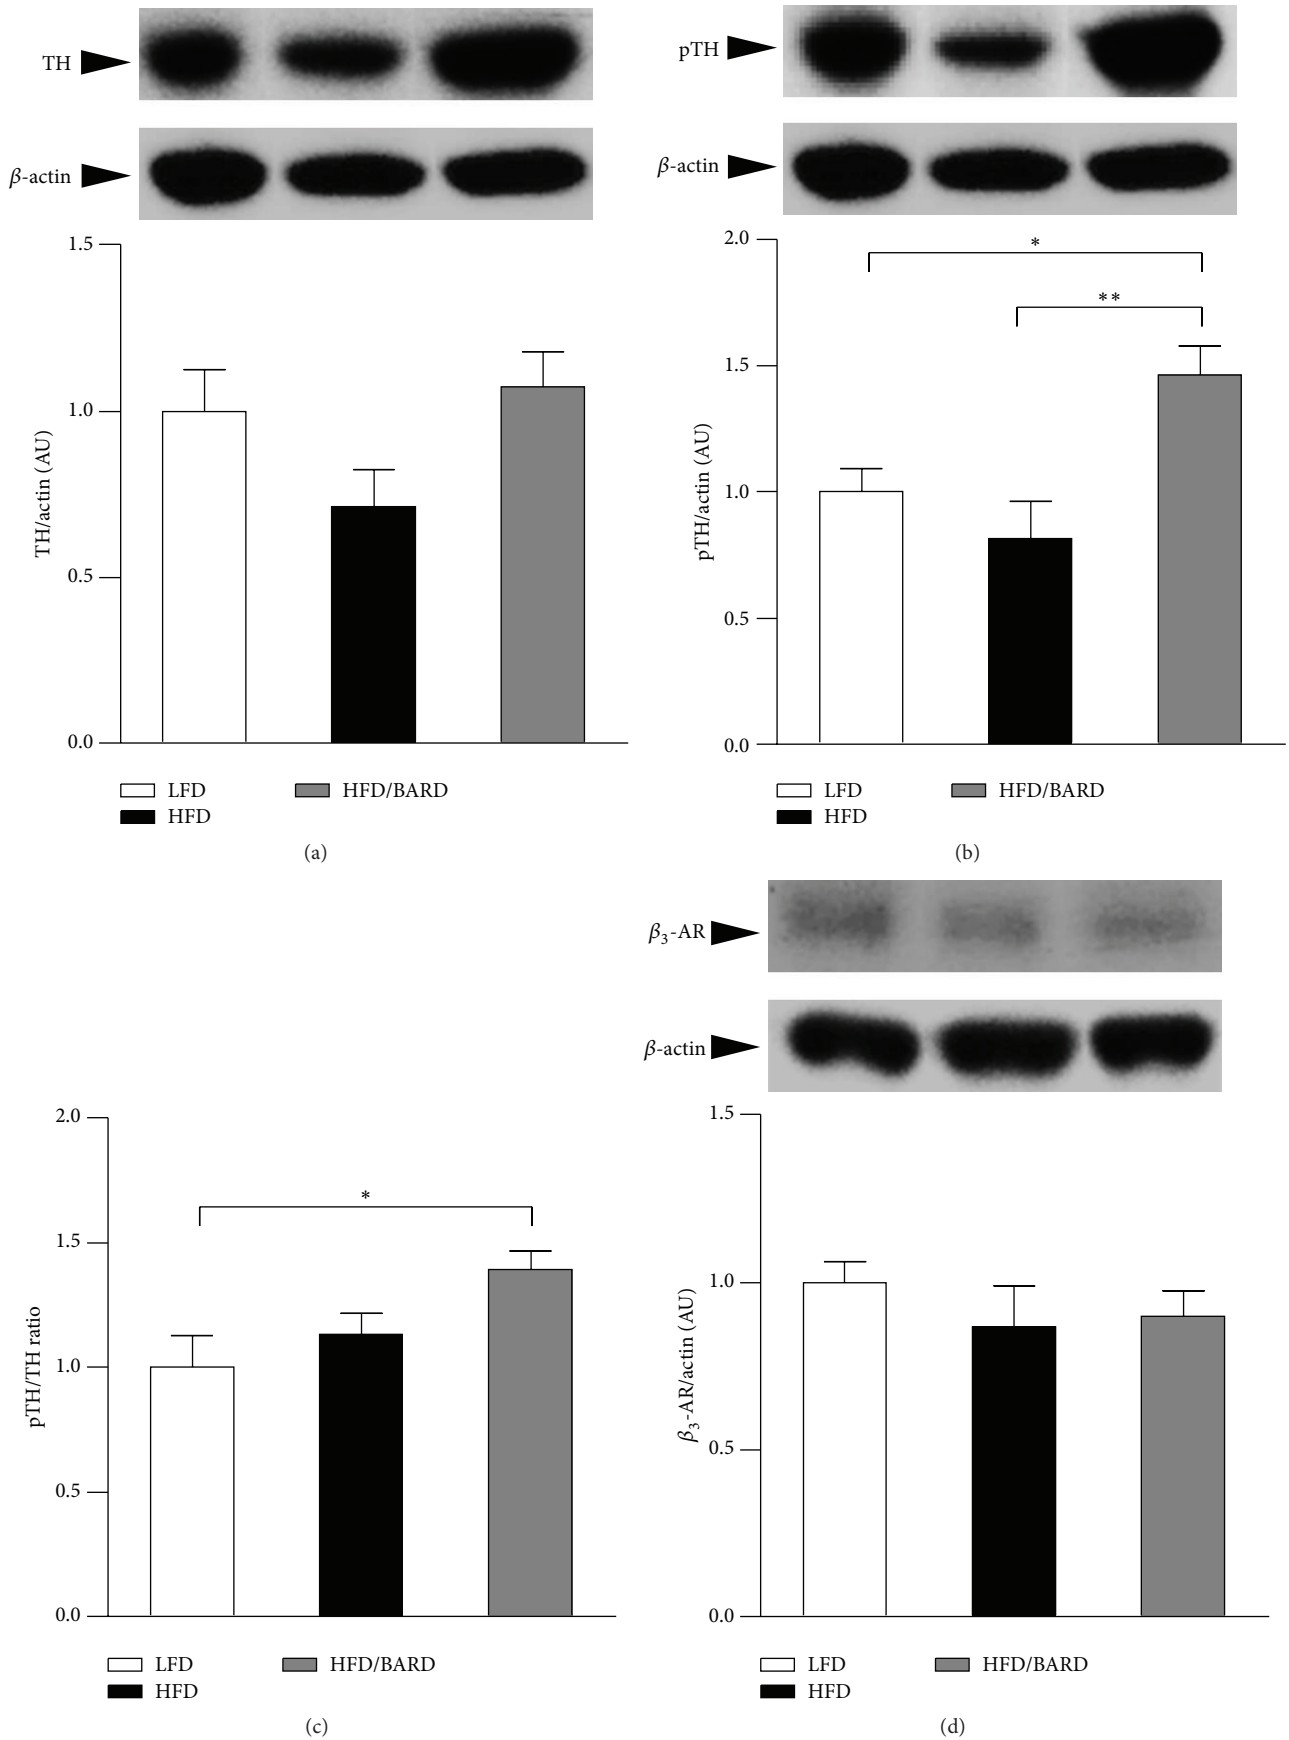 TH
β-actin
1.5
1.0
0.5
0.0
TH/actin (AU)
LFD
HFD/BARD
HFD
(a)
pTH
β-actin
2.0
1.5
1.0
0.5
0.0
pTH/actin (AU)
*
**
LFD
HFD/BARD
HFD
(b)
2.0
1.5
1.0
0.5
0.0
pTH/TH ratio
*
LFD
HFD/BARD
HFD
(c)
β₃-AR
β-actin
1.5
1.0
0.5
0.0
β₃-AR/actin (AU)
LFD
HFD/BARD
HFD
(d)